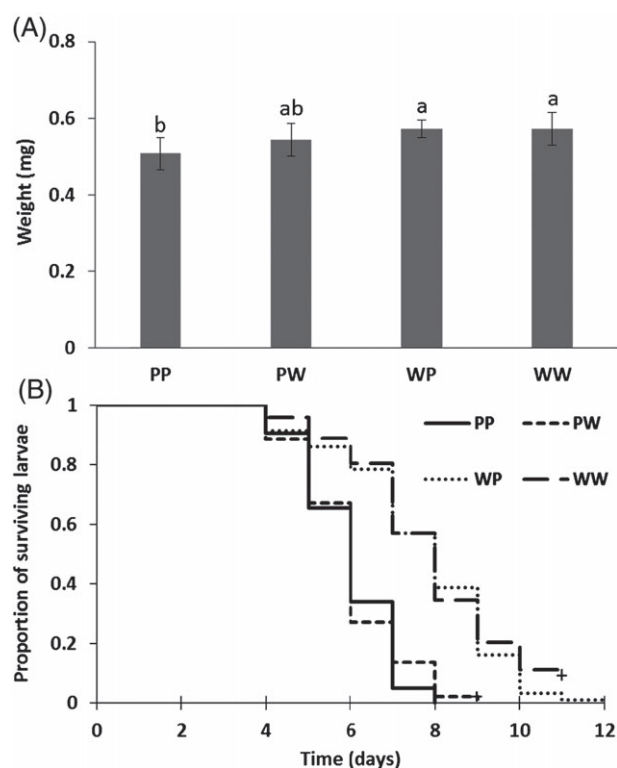 (A)
Weight (mg)
0.8
0.6
0.4
0.2
0
b
ab
a
a
PP
PW
WP
WW
(B)
Proportion of surviving larvae
1
0.8
0.6
0.4
0.2
0
PP
PW
WP
WW
0
2
4
6
8
10
12
Time (days)